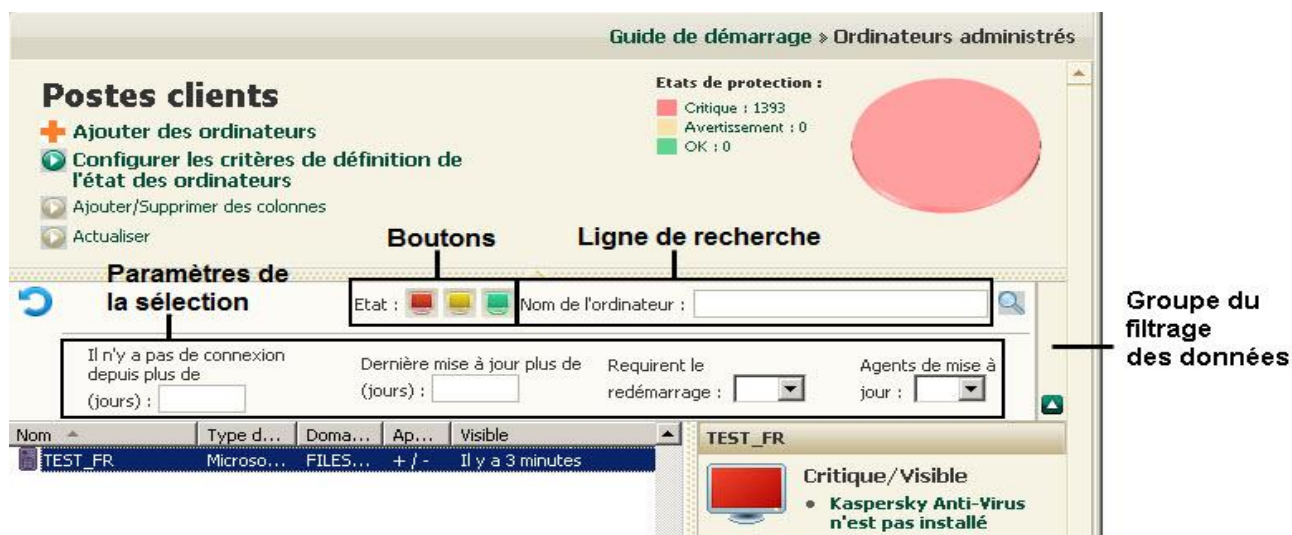 Guide de démarrage » Ordinateurs administrés
Postes clients
Ajouter des ordinateurs
Configurer les critères de définition de
l'état des ordinateurs
Ajouter/Supprimer des colonnes
Actualiser
Etats de protection :
Critique : 1393
Avertissement : 0
OK : 0
Boutons
Ligne de recherche
Paramètres de
la sélection
Etat :
Nom de l'ordinateur :
Groupe du
filtrage
des données
Il n'y a pas de connexion
depuis plus de
(jours) :
Dernière mise à jour plus de
(jours) :
Requirent le
redémarrage :
Agents de mise à
jour :
Nom Type d... Doma... Ap... Visible
TEST_FR Microso... FILES... + / - Il y a 3 minutes
TEST_FR
Critique/Visible
• Kaspersky Anti-Virus
n'est pas installé